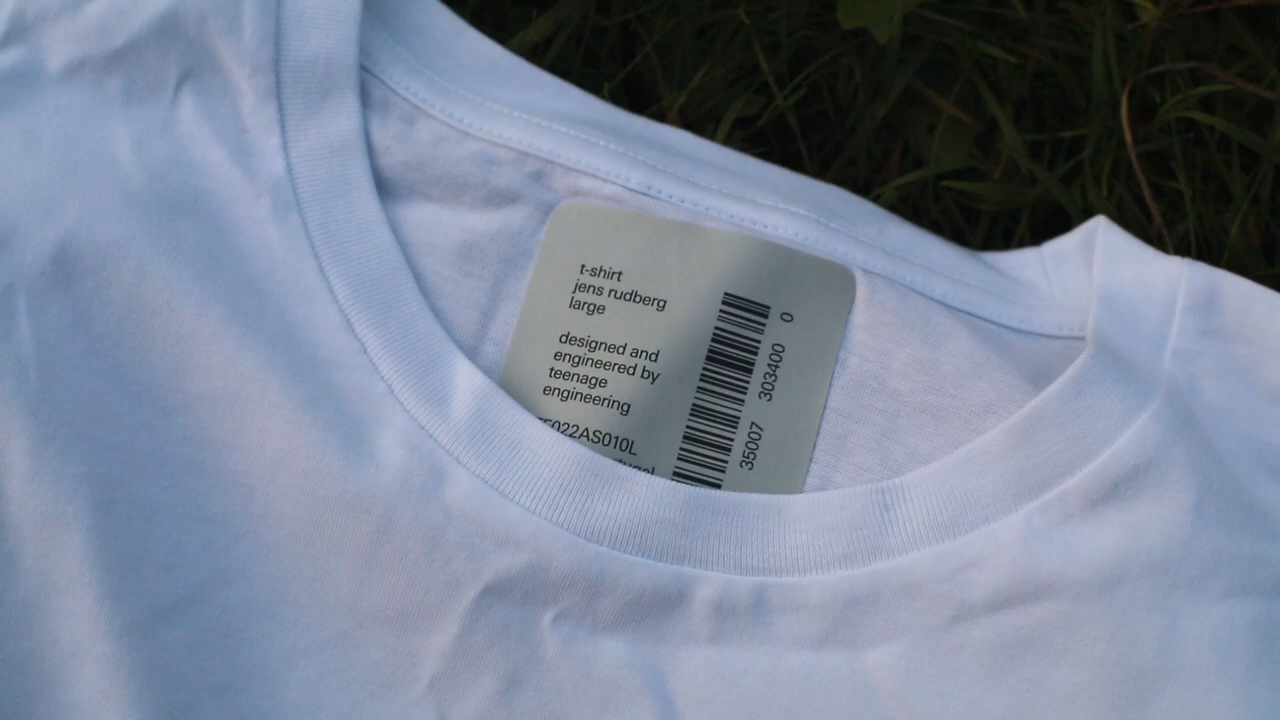 t-shirt
jens rudberg
large
designed and
engineered by
teenage
engineering
022AS010L
35007 303400 0